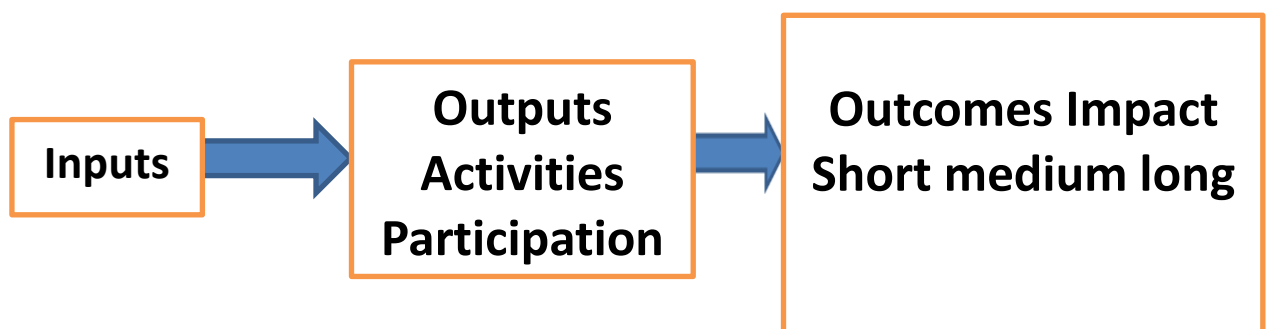 Inputs
Outputs
Activities
Participation
Outcomes Impact
Short medium long